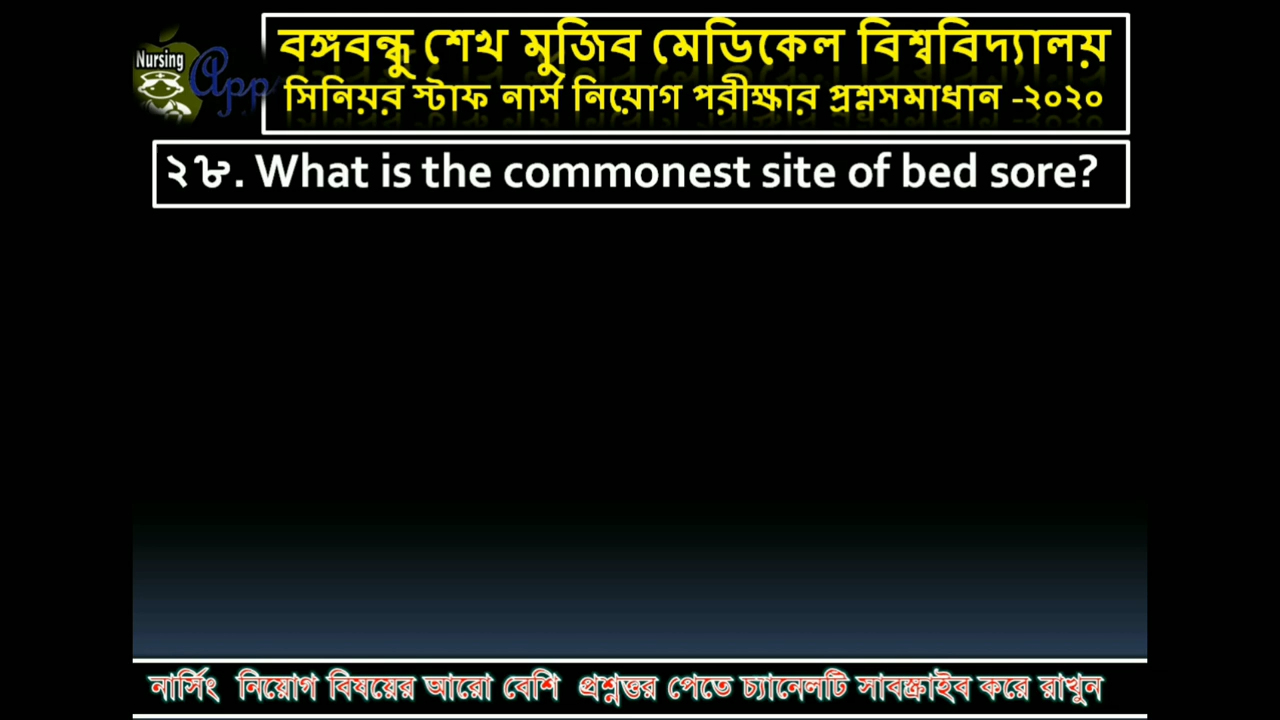 Nursing
App
বঙ্গবন্ধু শেখ মুজিব মেডিকেল বিশ্ববিদ্যালয়
সিনিয়র স্টাফ নার্স নিয়োগ পরীক্ষার প্রশ্নসমাধান -২০২০
২৮. What is the commonest site of bed sore?
নার্সিং নিয়োগ বিষয়ের আরো বেশি প্রশ্নত্তর পেতে চ্যানেলটি সাবস্ক্রাইব করে রাখুন